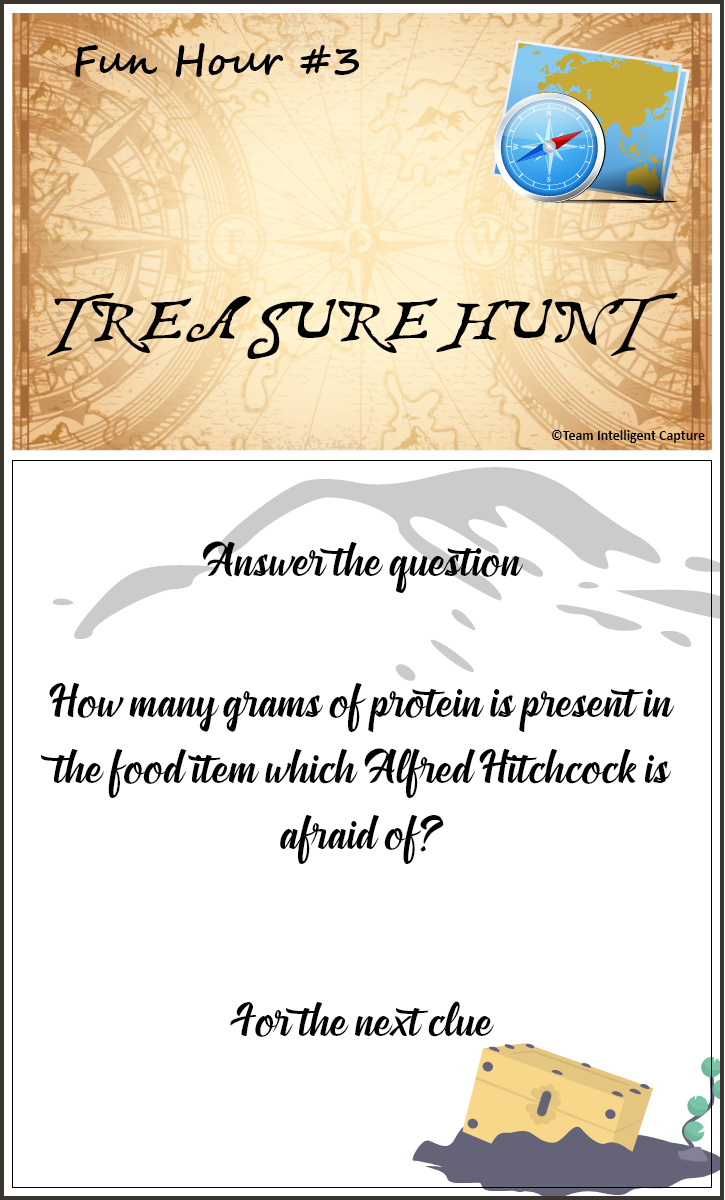 Fun Hour #3
N
E
S
W
E
W
TREASURE HUNT
©Team Intelligent Capture
Answer the question
How many grams of protein is present in
the food item which Alfred Hitchcock is
afraid of?
For the next clue